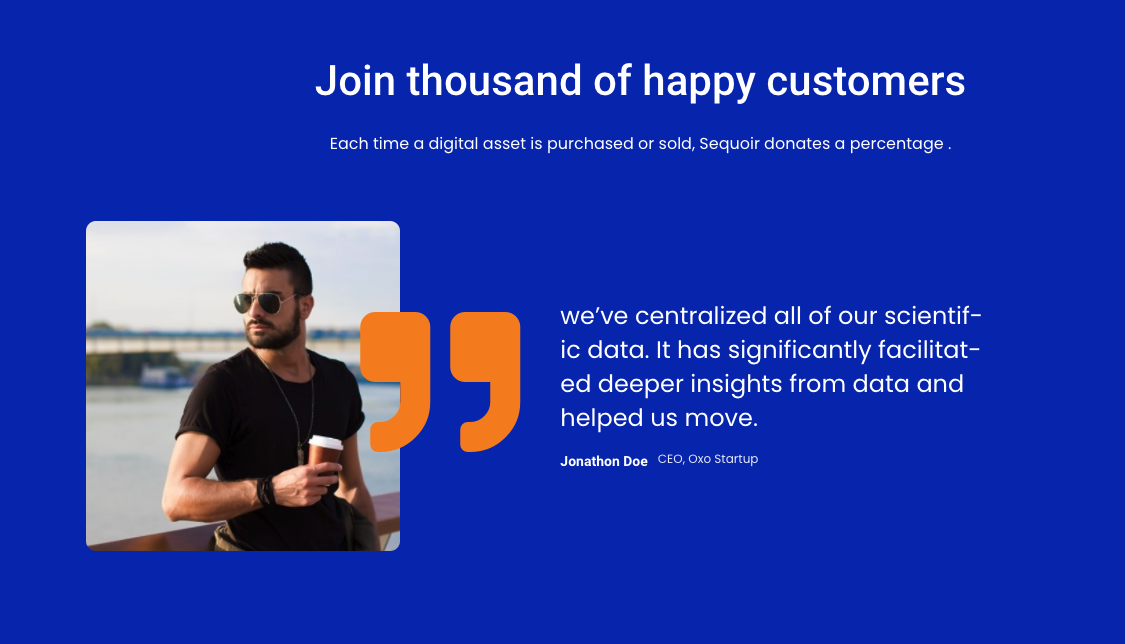 Join thousand of happy customers
Each time a digital asset is purchased or sold, Sequoir donates a percentage .
we’ve centralized all of our scientif-
ic data. It has significantly facilitat-
ed deeper insights from data and
helped us move.
Jonathon Doe CEO, Oxo Startup